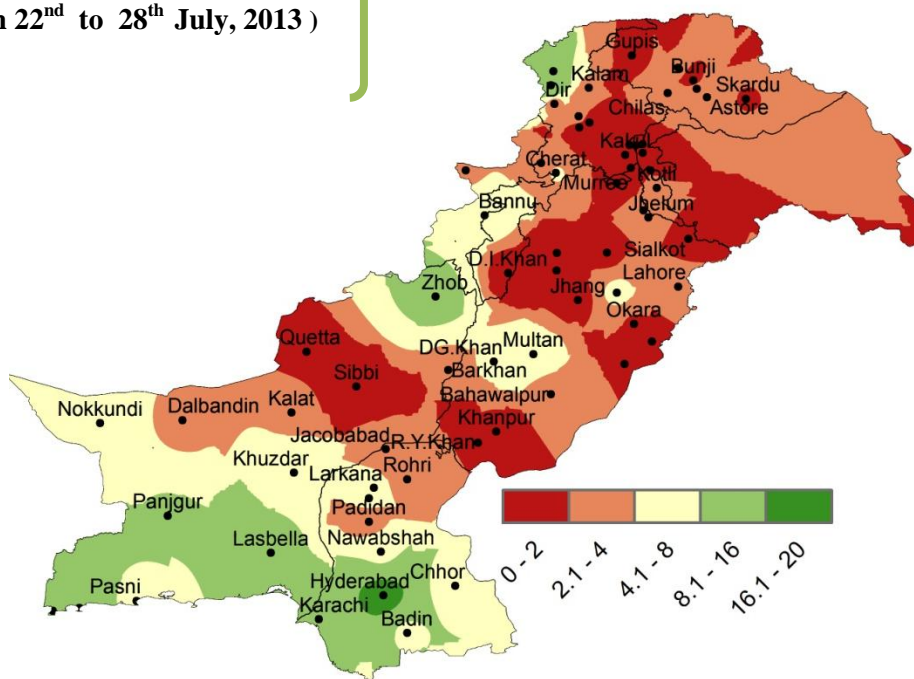 n 22nd to 28th July, 2013 )
Gupis
Bunji
Kalam
Skardu
Dir
Astore
Chilas
Kakul
Cherat
Kotli
Murree
Bannu
Jhelum
Sialkot
D.I.Khan
Lahore
Zhob
Jhang
Okara
Quetta
Multan
DG.Khan
Sibbi
Barkhan
Bahawalpur
Nokkundi
Dalbandin
Kalat
Khanpur
Jacobabad
R.Y.Khan
Khuzdar
Rohri
Larkana
Panjgur
Padidan
Lasbella
Nawabshah
Pasni
Hyderabad
Chhor
Karachi
Badin
0 - 2
2.1 - 4
4.1 - 8
8.1 - 16
16.1 - 20